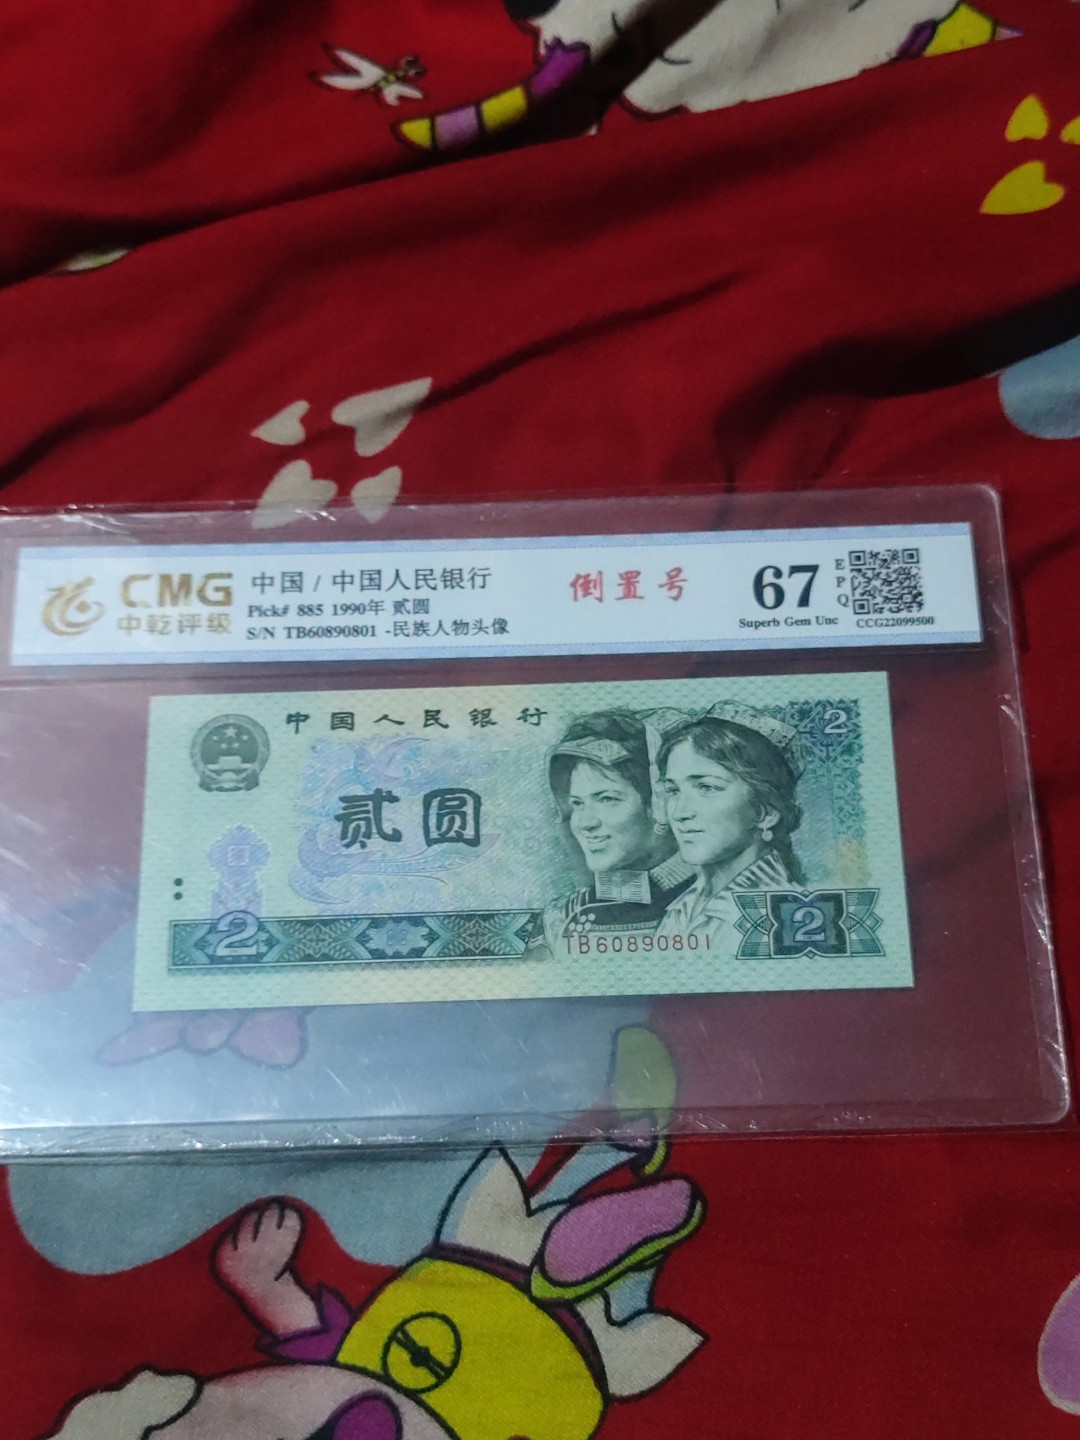 CMG
中乾评级
中国 / 中国人民银行
Pick# 885 1990年 贰圆
S/N TB60890801 -民族人物头像
倒置号
67
EPQ
Superb Gem Unc
CCG22099500
中国人民银行
2
贰圆
2
TB60890801
2